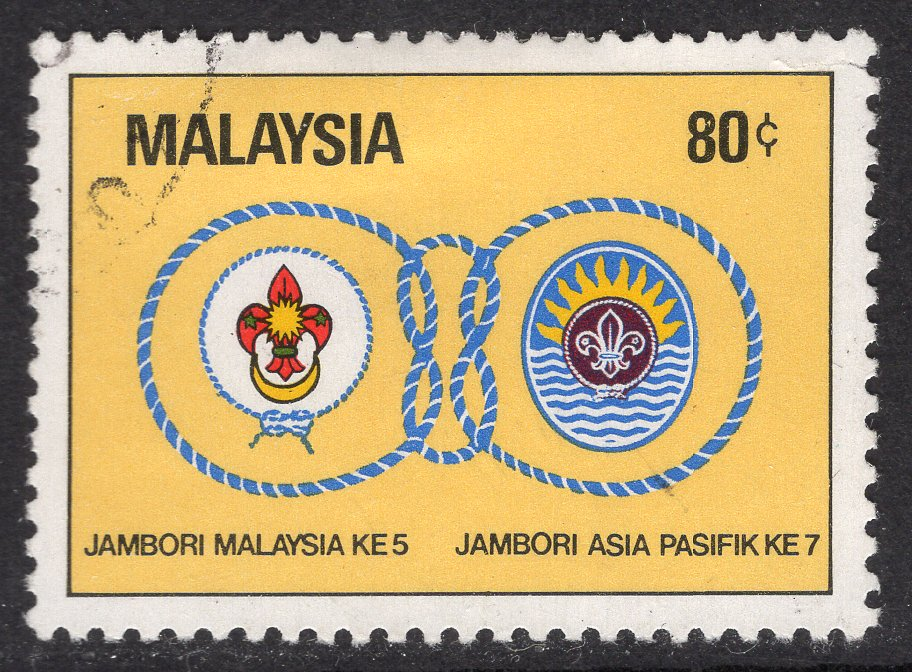 MALAYSIA 80¢
JAMBORI MALAYSIA KE 5 JAMBORI ASIA PASIFIK KE 7